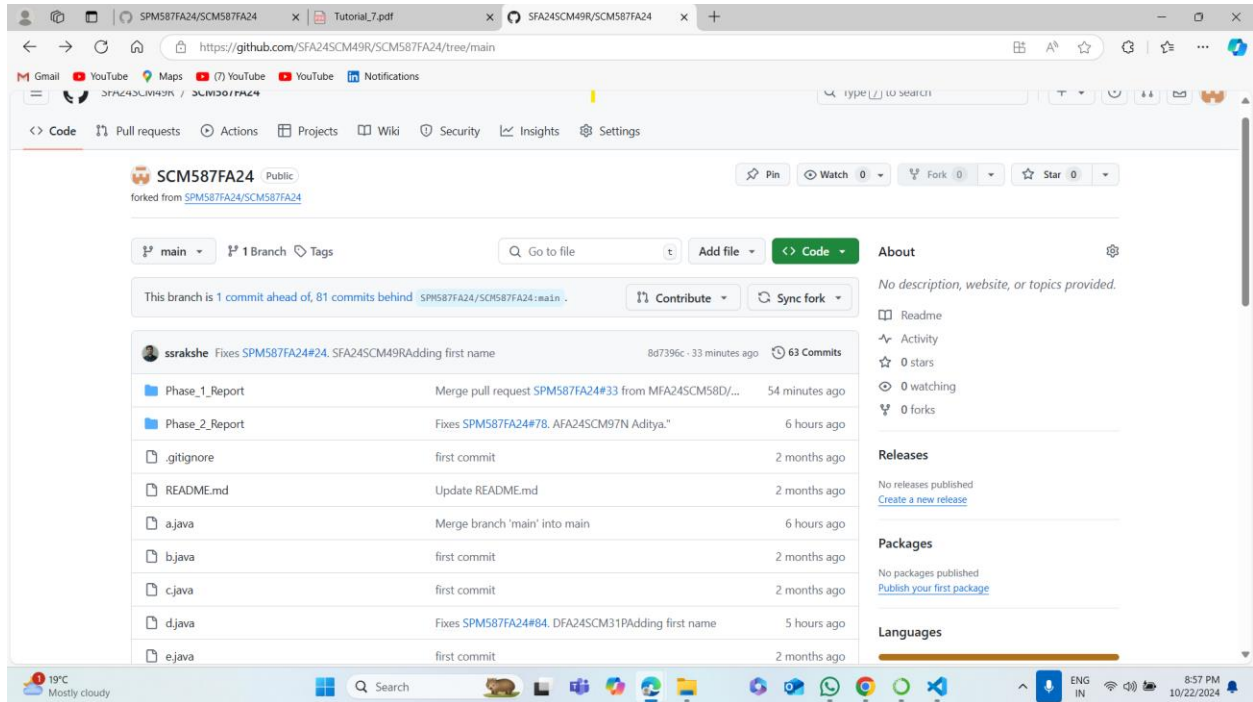 SPM587FA24/SCM587FA24
Tutorial_7.pdf
SFA24SCM49R/SCM587FA24
https://github.com/SFA24SCM49R/SCM587FA24/tree/main
Gmail YouTube Maps (7) YouTube YouTube Notifications
SFA24SCM49R / SCM587FA24
Type / to search
Code Pull requests Actions Projects Wiki Security Insights Settings
SCM587FA24 Public
Pin Watch 0 Fork 0 Star 0
forked from SPM587FA24/SCM587FA24
main 1 Branch Tags
Go to file t Add file Code
This branch is 1 commit ahead of, 81 commits behind SPM587FA24/SCM587FA24:main .
Contribute Sync fork
ssrakshe Fixes SPM587FA24#24. SFA24SCM49RAdding first name 8d7396c · 33 minutes ago 63 Commits
Phase_1_Report Merge pull request SPM587FA24#33 from MFA24SCM58D/... 54 minutes ago
Phase_2_Report Fixes SPM587FA24#78. AFA24SCM97N Aditya." 6 hours ago
.gitignore first commit 2 months ago
README.md Update README.md 2 months ago
a.java Merge branch 'main' into main 6 hours ago
b.java first commit 2 months ago
c.java first commit 2 months ago
d.java Fixes SPM587FA24#84. DFA24SCM31PAdding first name 5 hours ago
e.java first commit 2 months ago
About
No description, website, or topics provided.
Readme
Activity
0 stars
0 watching
0 forks
Releases
No releases published
Create a new release
Packages
No packages published
Publish your first package
Languages
1
19°C
Mostly cloudy
Search
ENG
IN
8:57 PM
10/22/2024